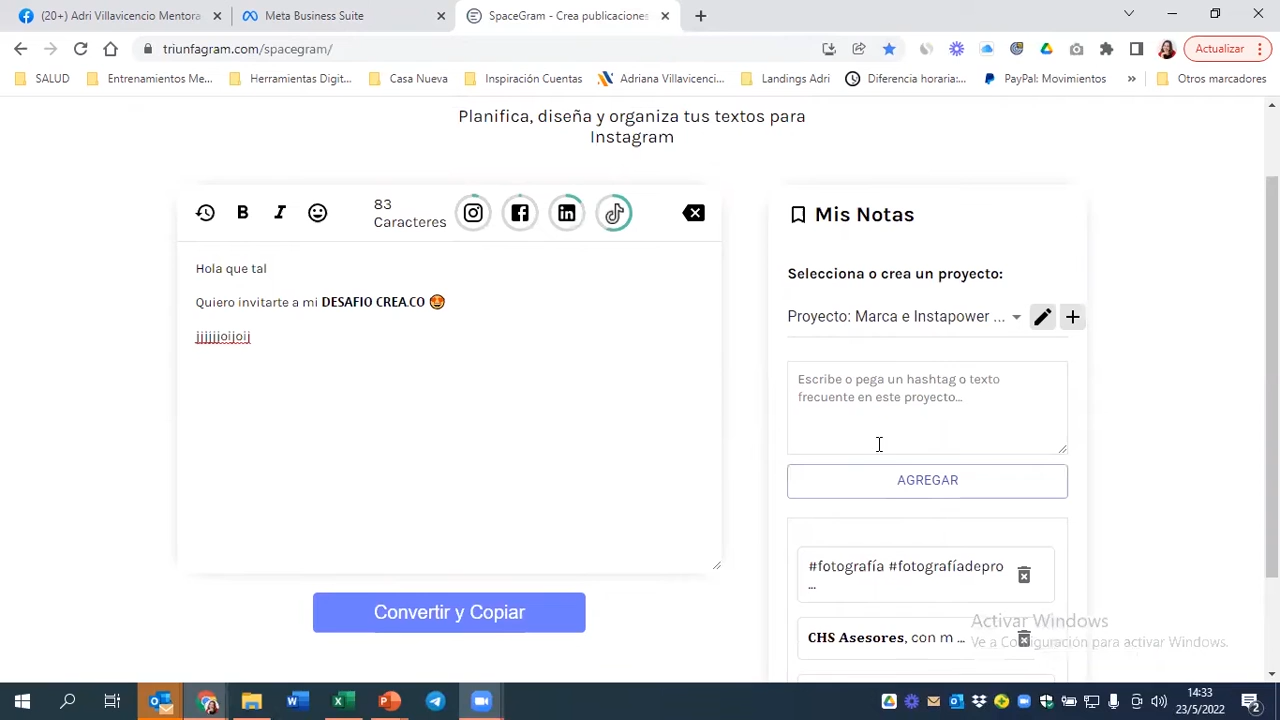 (20+) Adri Villavicencio Mentora
Meta Business Suite
SpaceGram - Crea publicaciones
triunfagram.com/spacegram/
Actualizar
SALUD
Entrenamientos Me...
Herramientas Digit...
Casa Nueva
Inspiración Cuentas
Adriana Villavicenci...
Landings Adri
Diferencia horaria:...
PayPal: Movimientos
»
Otros marcadores
Planifica, diseña y organiza tus textos para
Instagram
B I
83
Caracteres
Hola que tal
Quiero invitarte a mi DESAFIO CREA.CO 🤩
jjjjjjoijoij
Convertir y Copiar
Mis Notas
Selecciona o crea un proyecto:
Proyecto: Marca e Instapower ...
Escribe o pega un hashtag o texto
frecuente en este proyecto...
AGREGAR
#fotografía #fotografíadepro
...
CHS Asesores, con m ...
Activar Windows
Ve a Configuración para activar Windows.
14:33
23/5/2022
2